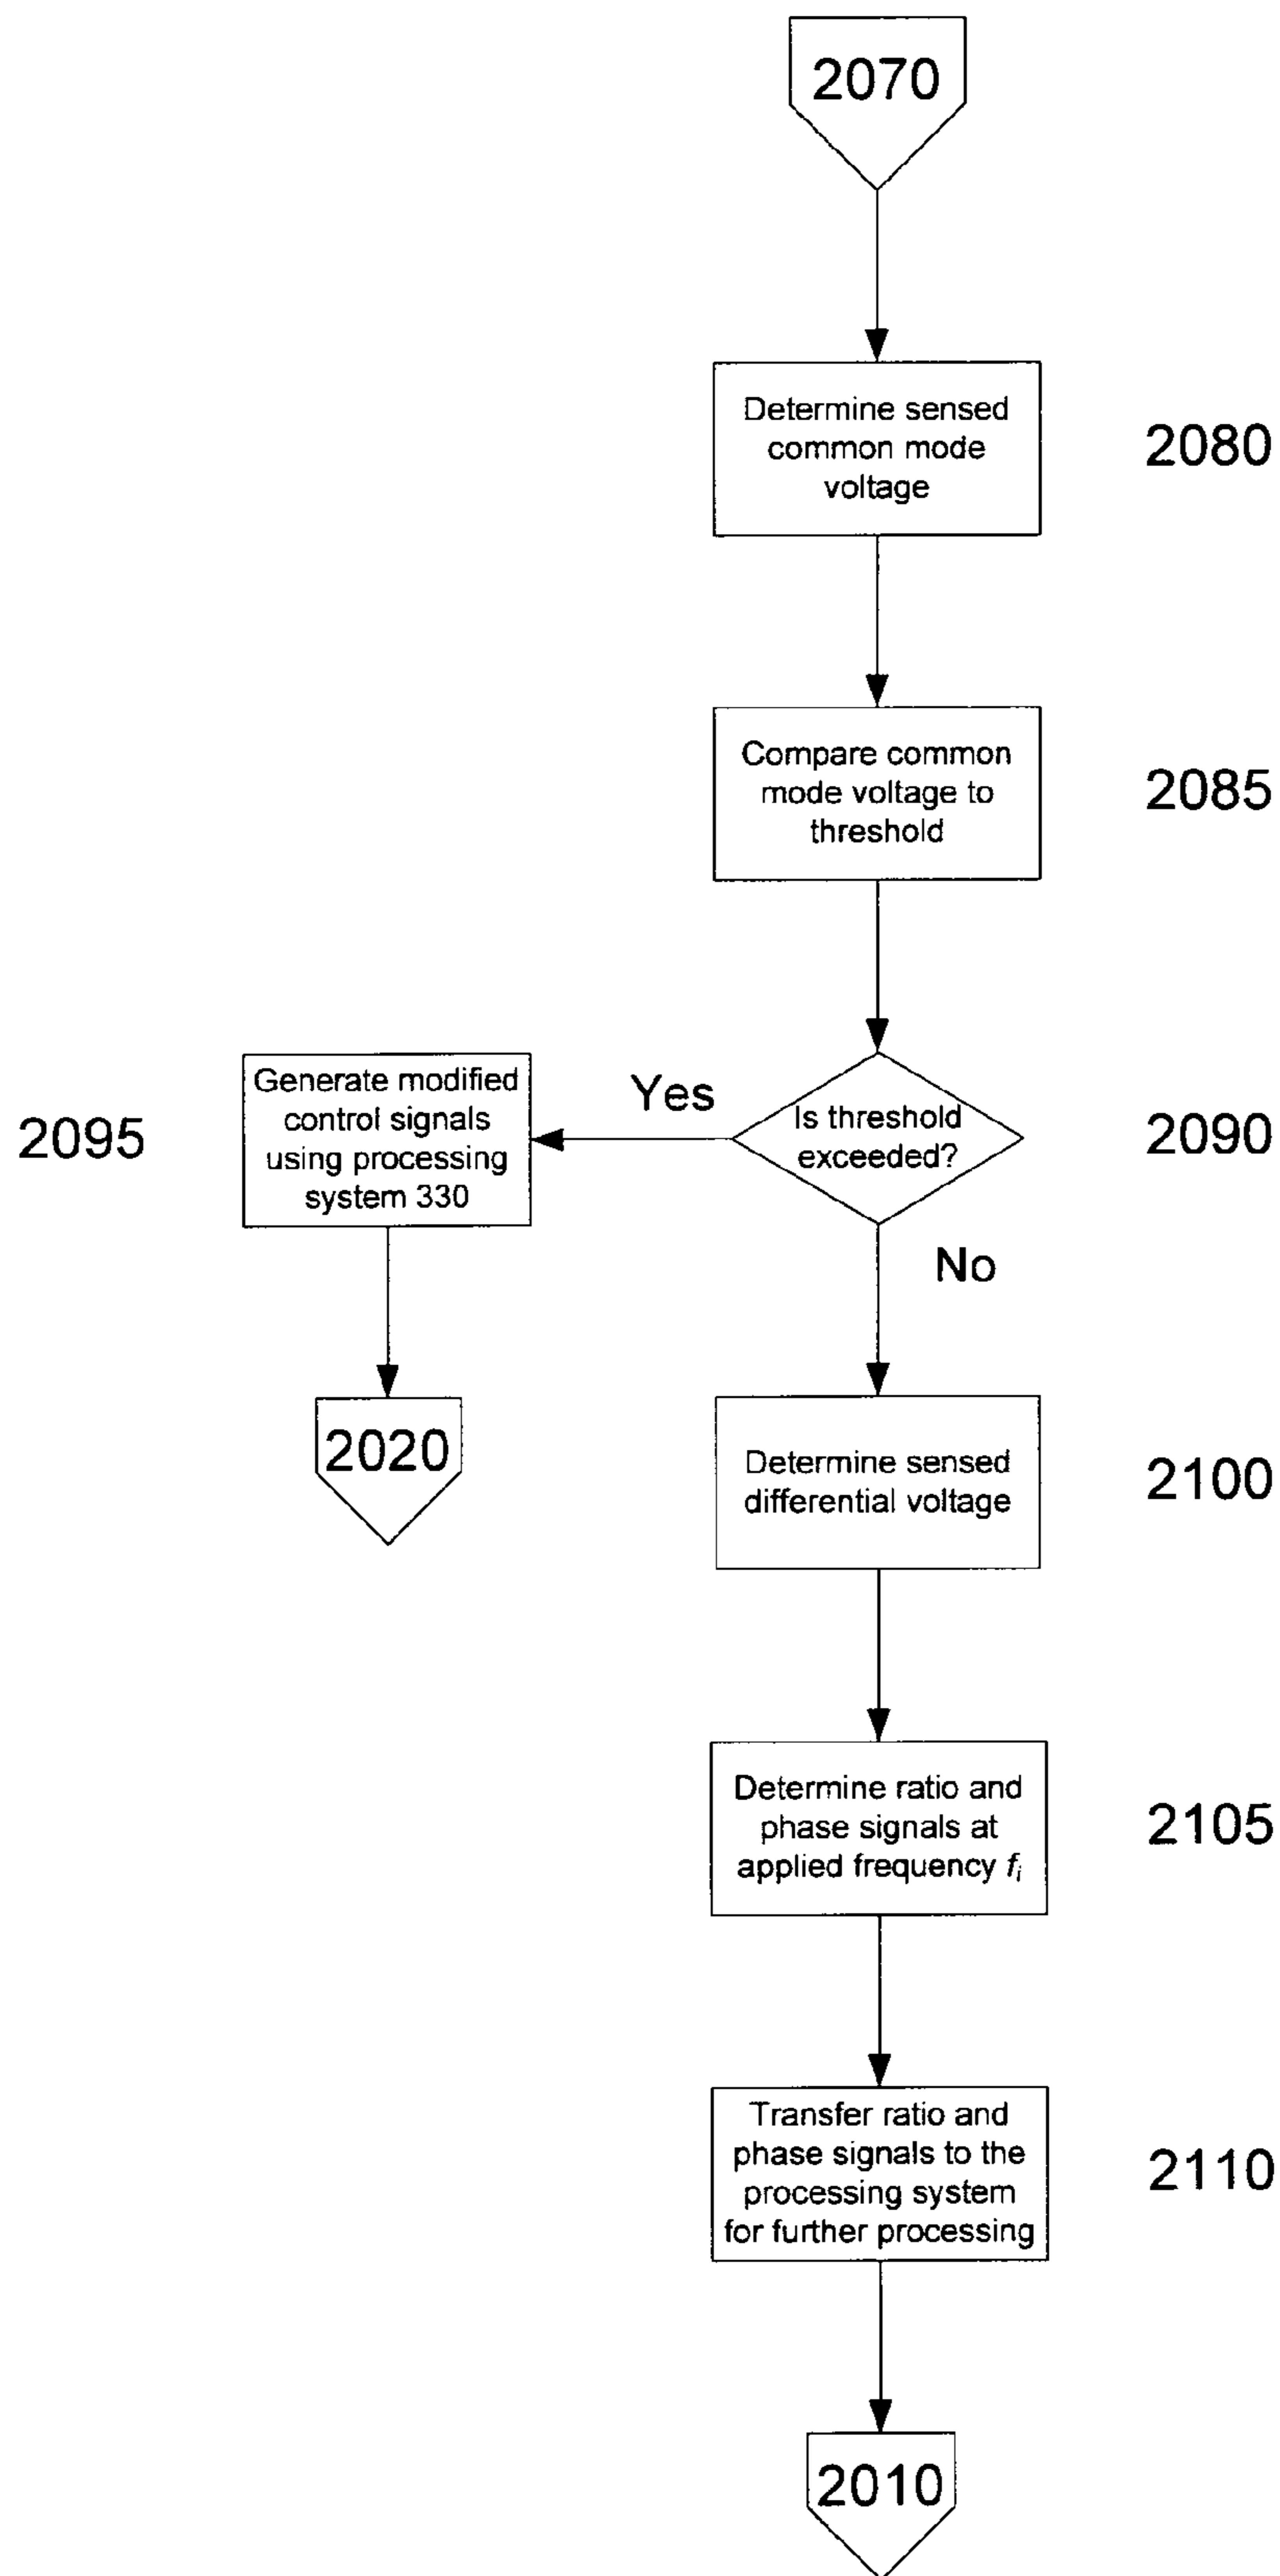 2070
Determine sensed
common mode
voltage
2080
Compare common
mode voltage to
threshold
2085
Is threshold
exceeded?
2090
Yes
Generate modified
control signals
using processing
system 330
2095
2020
No
Determine sensed
differential voltage
2100
Determine ratio and
phase signals at
applied frequency fi
2105
Transfer ratio and
phase signals to the
processing system
for further processing
2110
2010